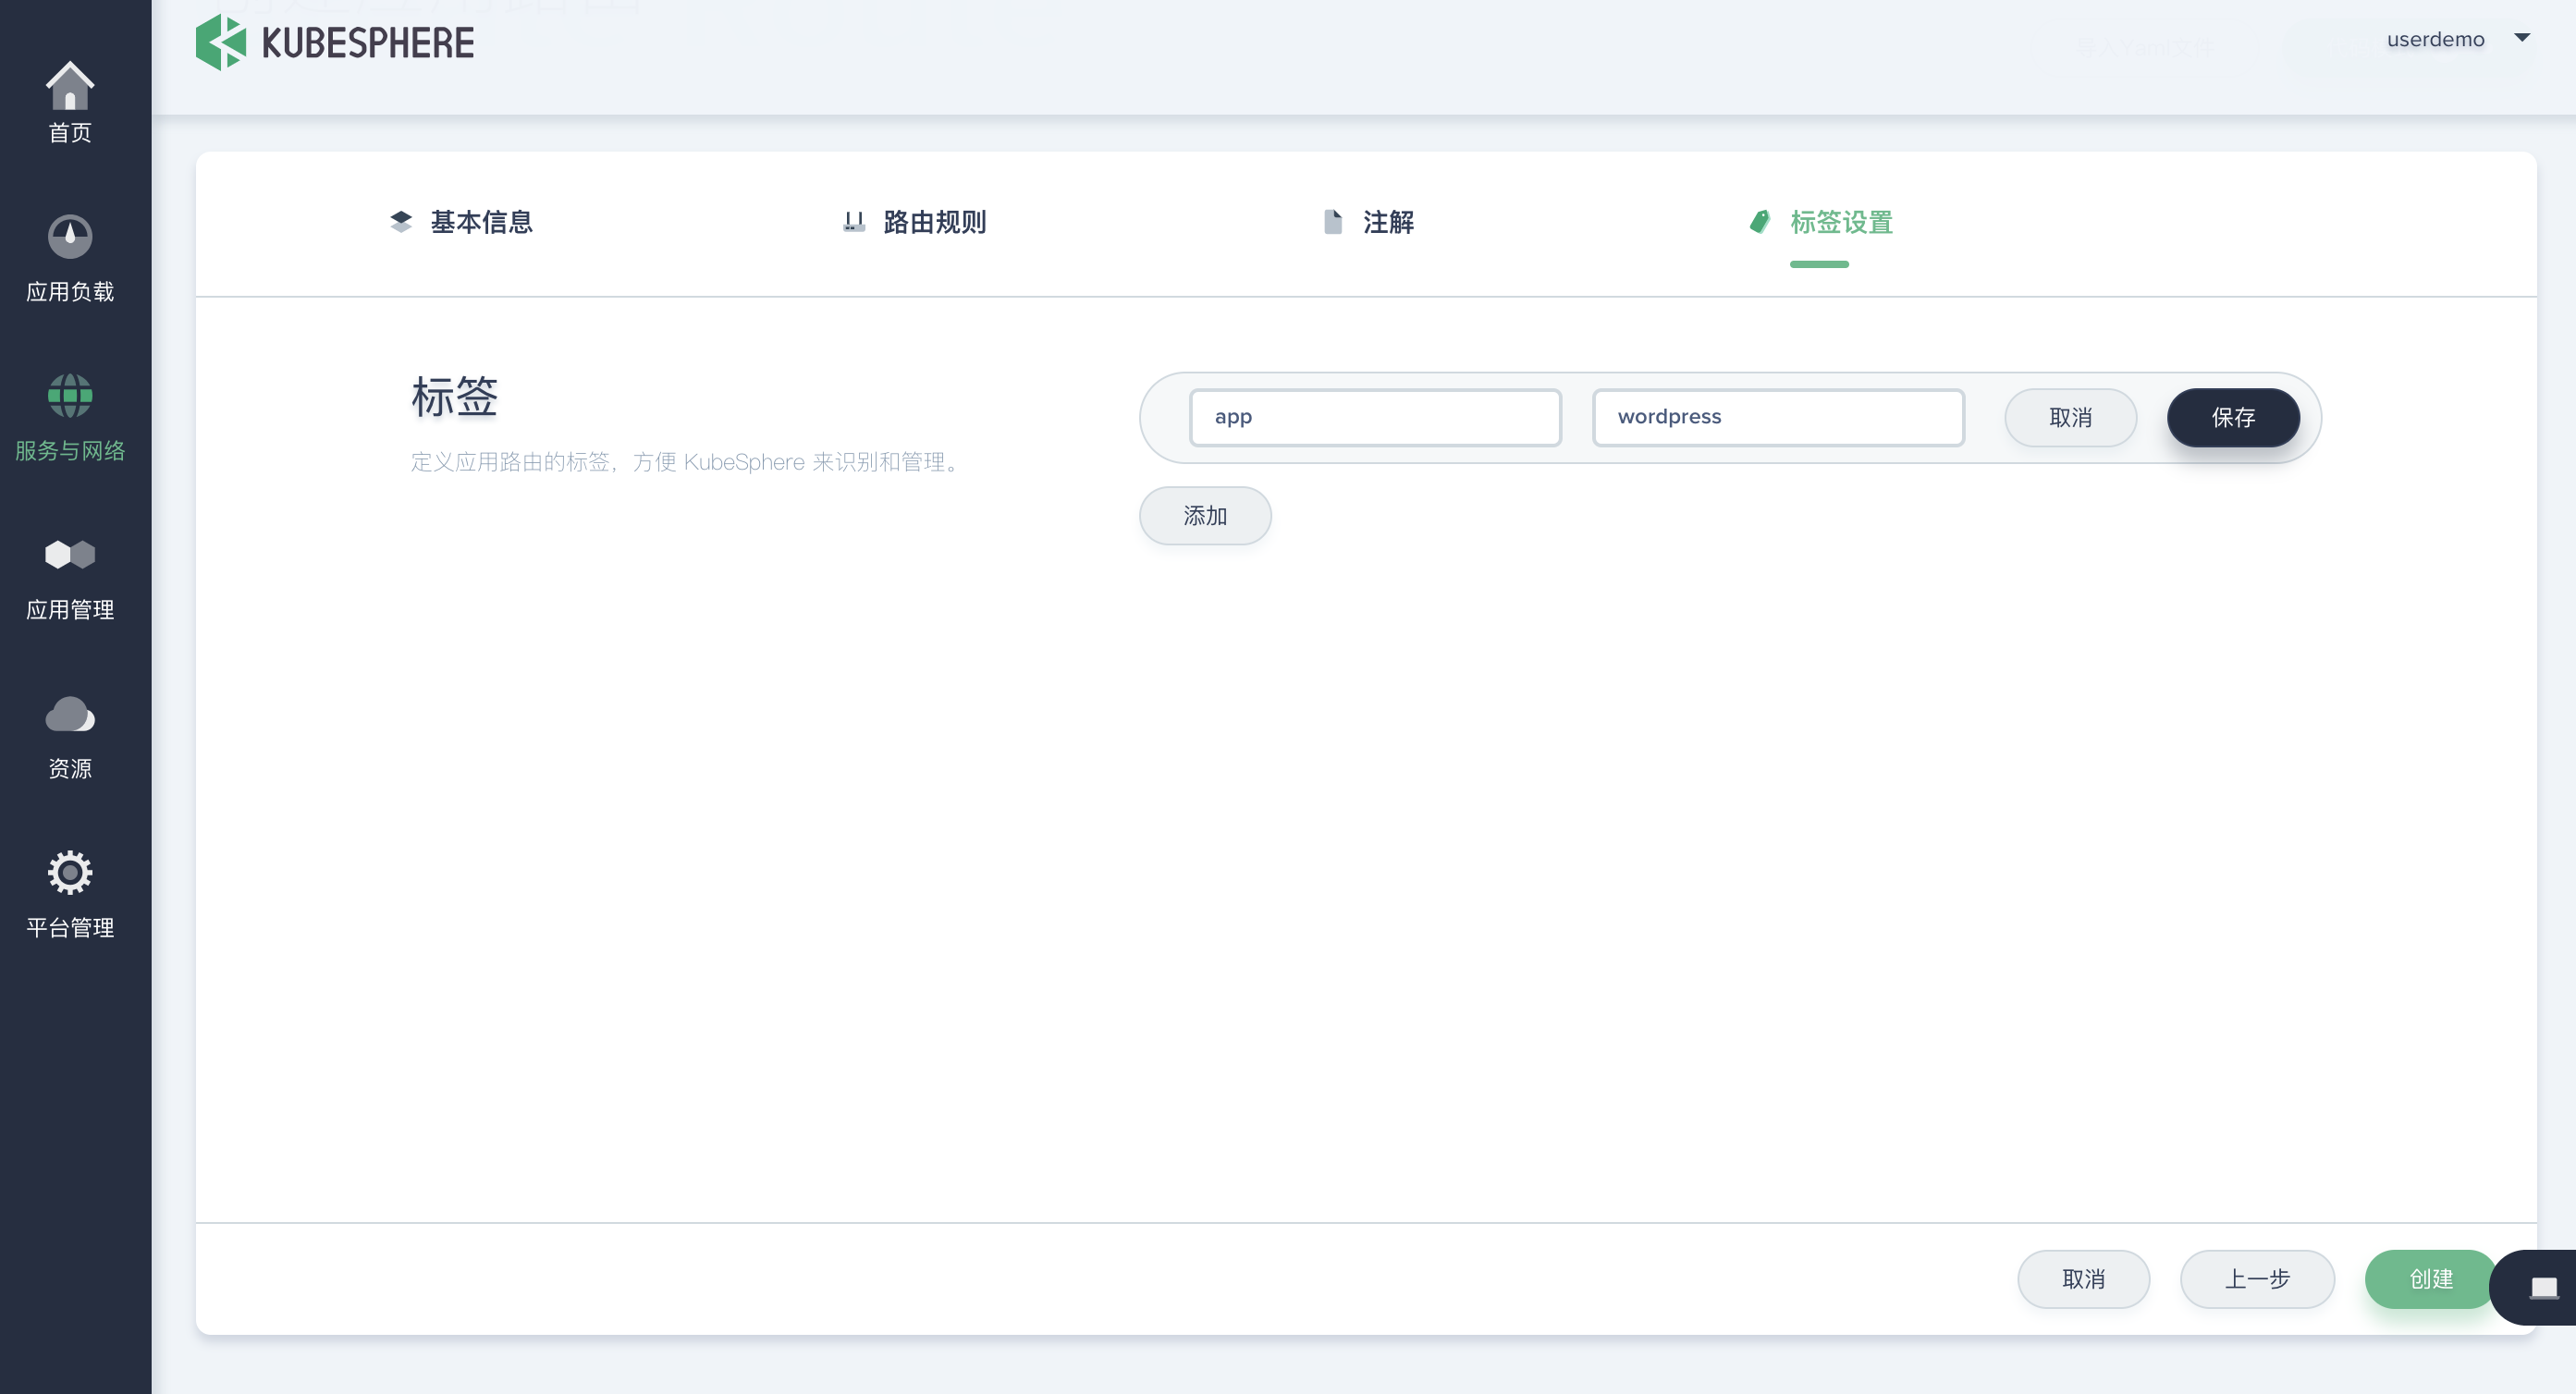 KUBESPHERE
userdemo
首页
应用负载
服务与网络
应用管理
资源
平台管理
基本信息
路由规则
注解
标签设置
标签
定义应用路由的标签，方便 KubeSphere 来识别和管理。
app
wordpress
取消
保存
添加
取消
上一步
创建